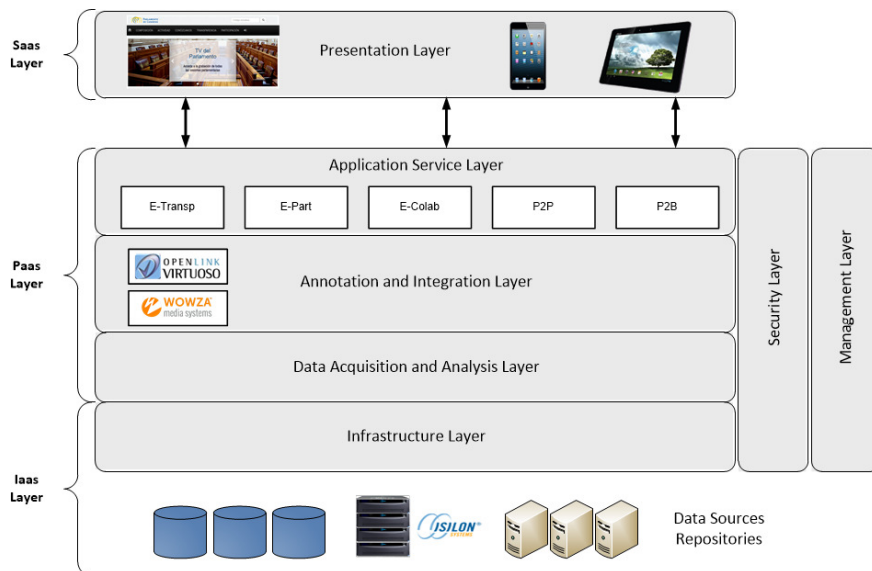 Saas
Layer
Presentation Layer
TV del
Parlamento
Application Service Layer
E-Transp
E-Part
E-Colab
P2P
P2B
Paas
Layer
OPENLINK
VIRTUOSO
WOWZA
media systems
Annotation and Integration Layer
Data Acquisition and Analysis Layer
Security Layer
Management Layer
Infrastructure Layer
Iaas
Layer
ISILON®
SYSTEMS
Data Sources
Repositories